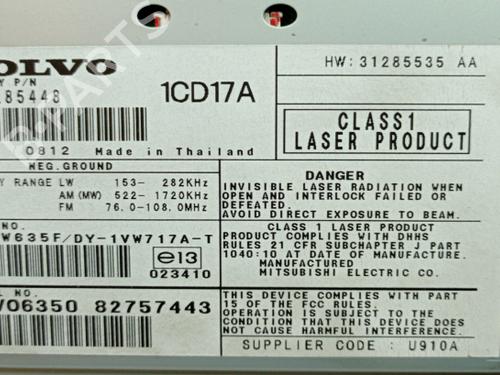 VOLVO
HW: 31285535 AA
Y P/N
285448
1CD17A
CLASS1
LASER PRODUCT
0812 Made in Thailand
NEG. GROUND
Y RANGE LW 153- 282KHz
AM (MW) 522- 1720KHz
FM 76.0-108.0MHz
DANGER
INVISIBLE LASER RADIATION WHEN
OPEN AND INTERLOCK FAILED OR
DEFEATED.
AVOID DIRECT EXPOSURE TO BEAM.
W635F/DY-1VW717A-T
e13
023410
CLASS 1 LASER PRODUCT
PRODUCT COMPLIES WITH DHHS
RULES 21 CFR SUBCHAPTER J PART
1040:10 AT DATE OF MANUFACTURE.
MANUFACTURED
MITSUBISHI ELECTRIC CO.
NO.
V06350 82757443
THIS DEVICE COMPLIES WITH PART
15 OF THE FCC RULES.
OPERATION IS SUBJECT TO THE
CONDITION THAT THIS DEVICE DOES
NOT CAUSE HARMFUL INTERFERENCE.
SUPPLIER CODE : U910A